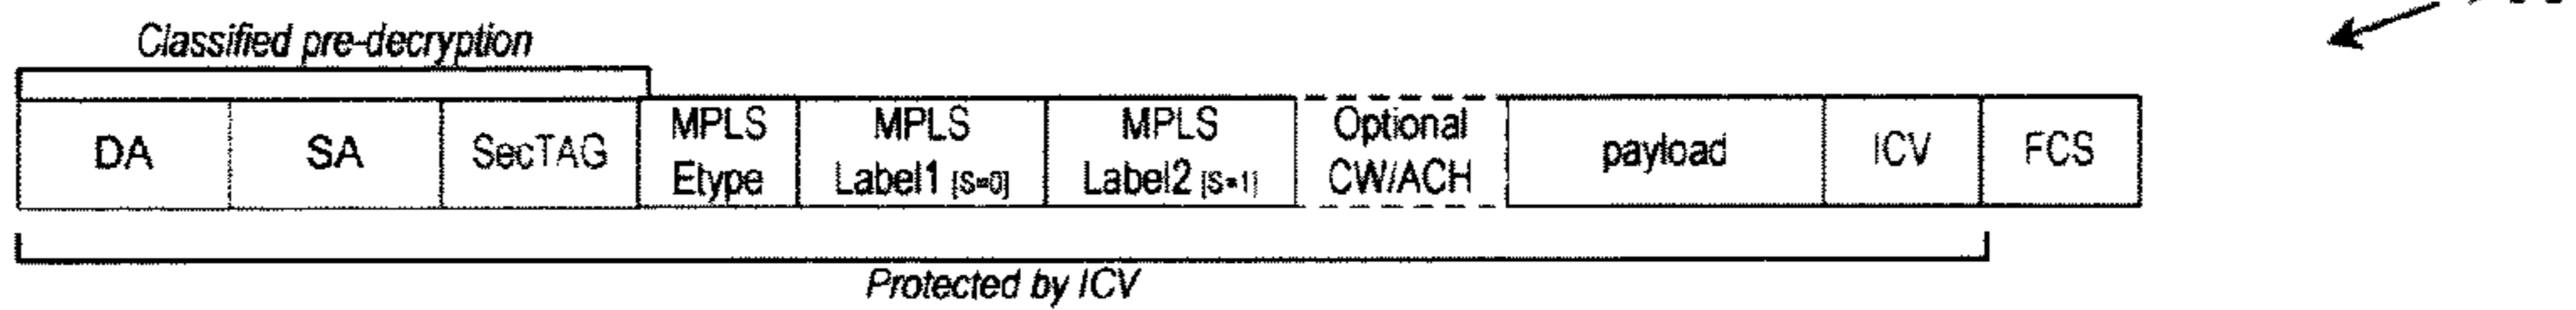 Classified pre-decryption
DA SA SecTAG MPLS Etype MPLS Label1 [S=0] MPLS Label2 [S=1] Optional CW/ACH payload ICV FCS
Protected by ICV